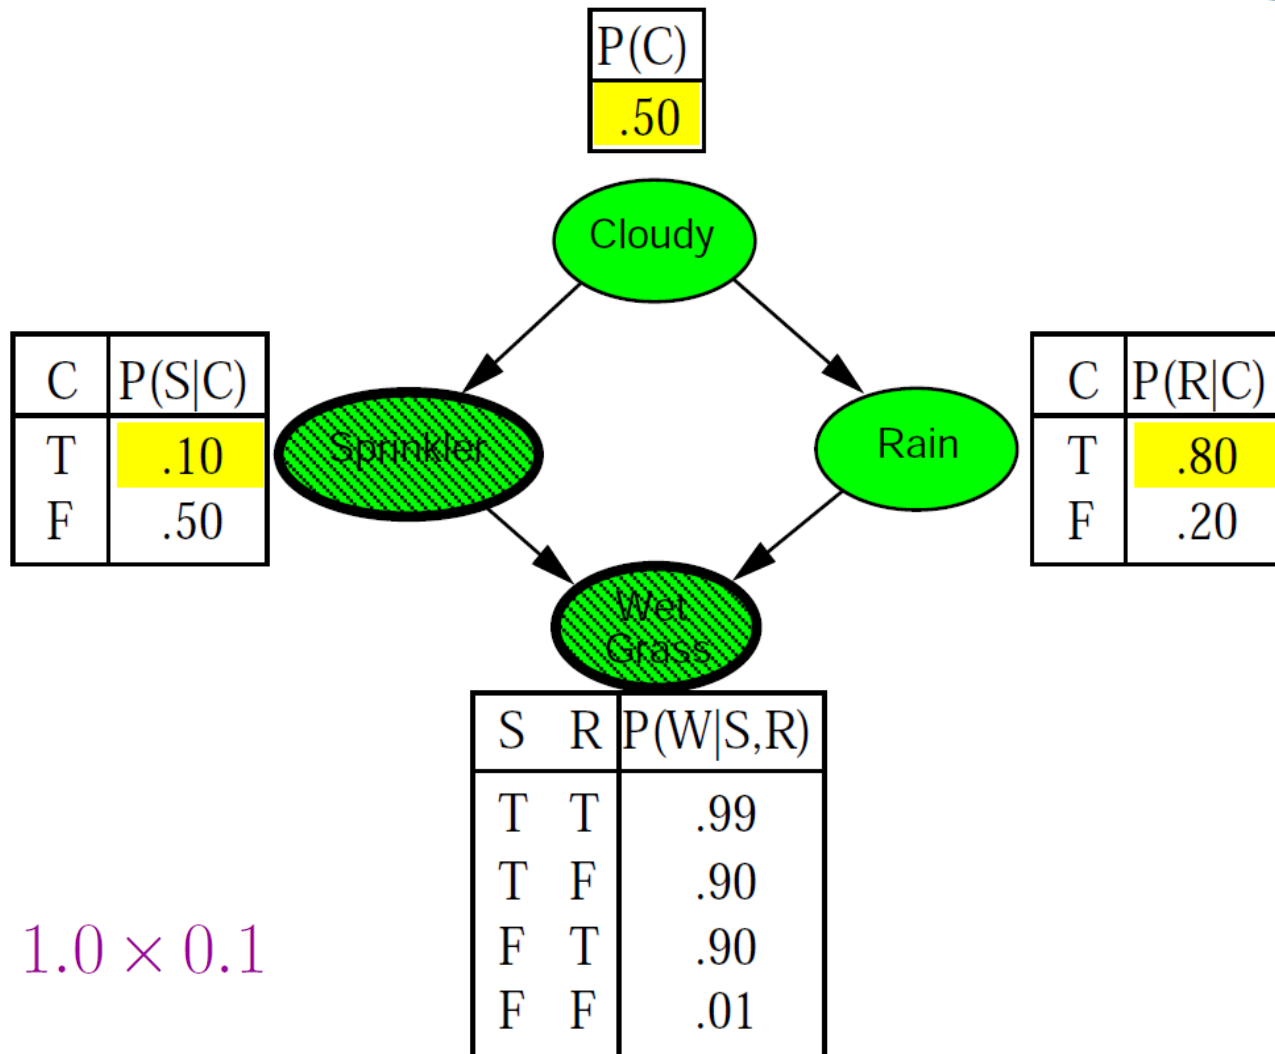 P(C)
.50
Cloudy
C P(S|C)
T .10
F .50
Sprinkler
Rain
C P(R|C)
T .80
F .20
Wet
Grass
S R P(W|S,R)
T T .99
T F .90
F T .90
F F .01
1.0 × 0.1